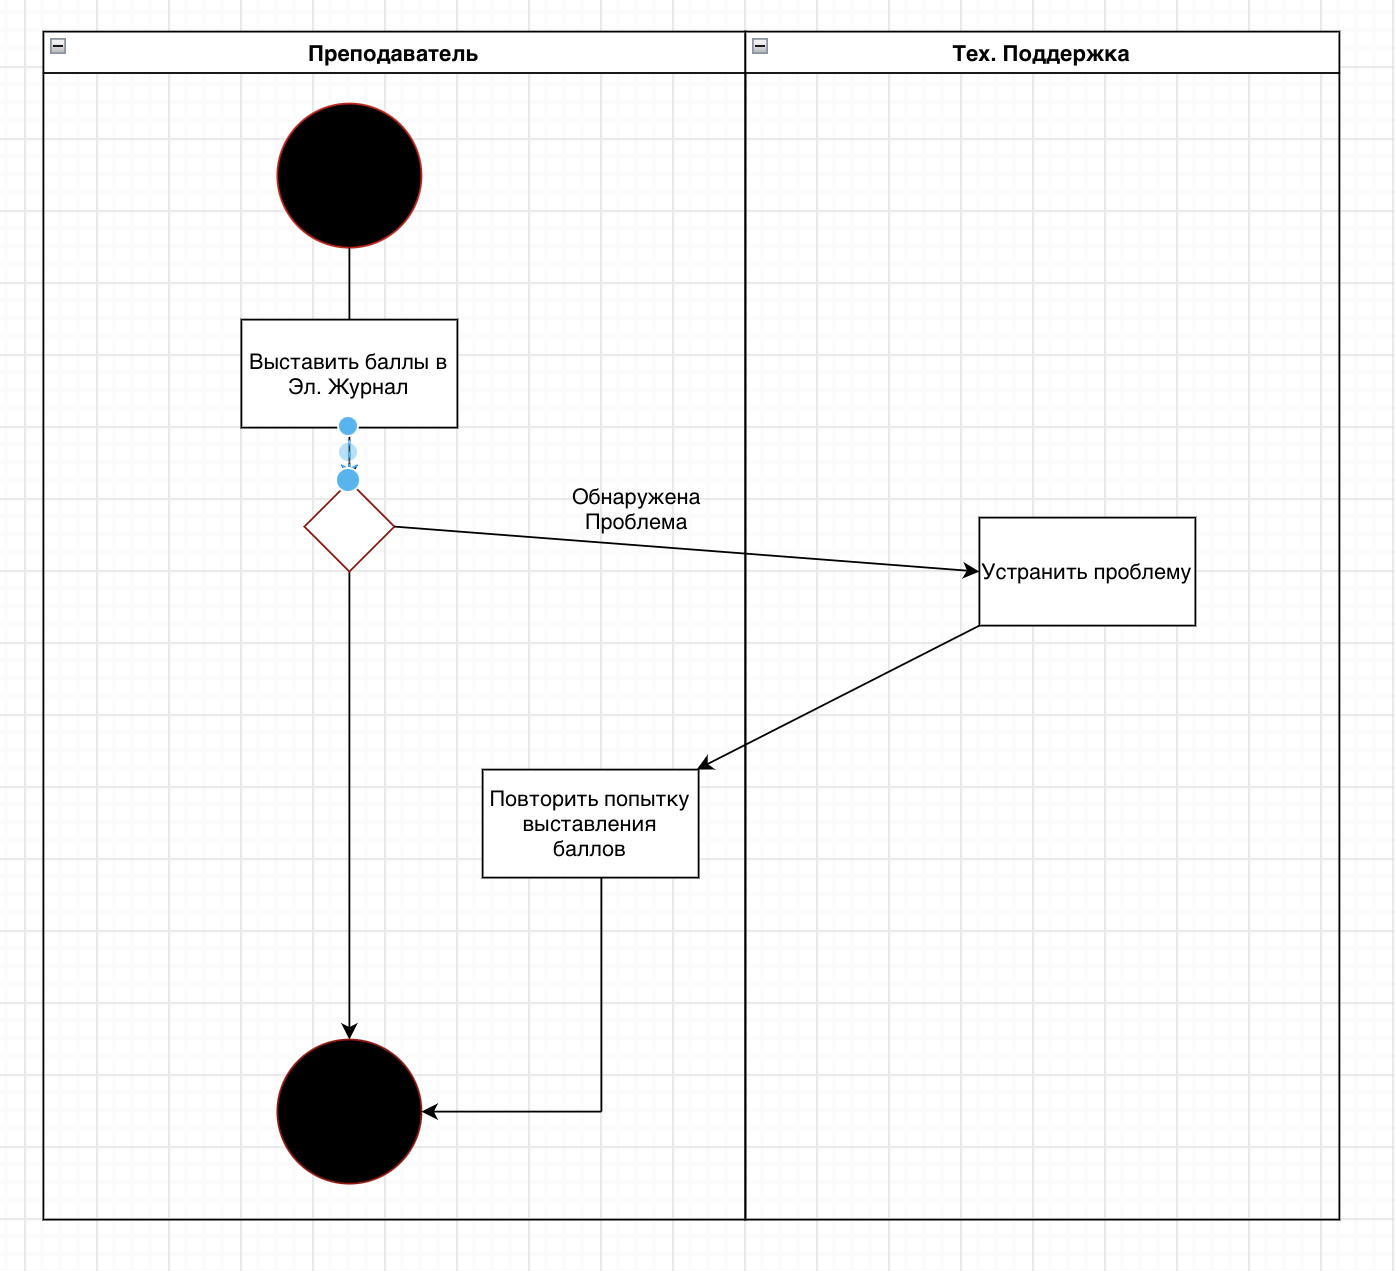 Преподаватель
Тех. Поддержка
Выставить баллы в
Эл. Журнал
Обнаружена
Проблема
Устранить проблему
Повторить попытку
выставления
баллов